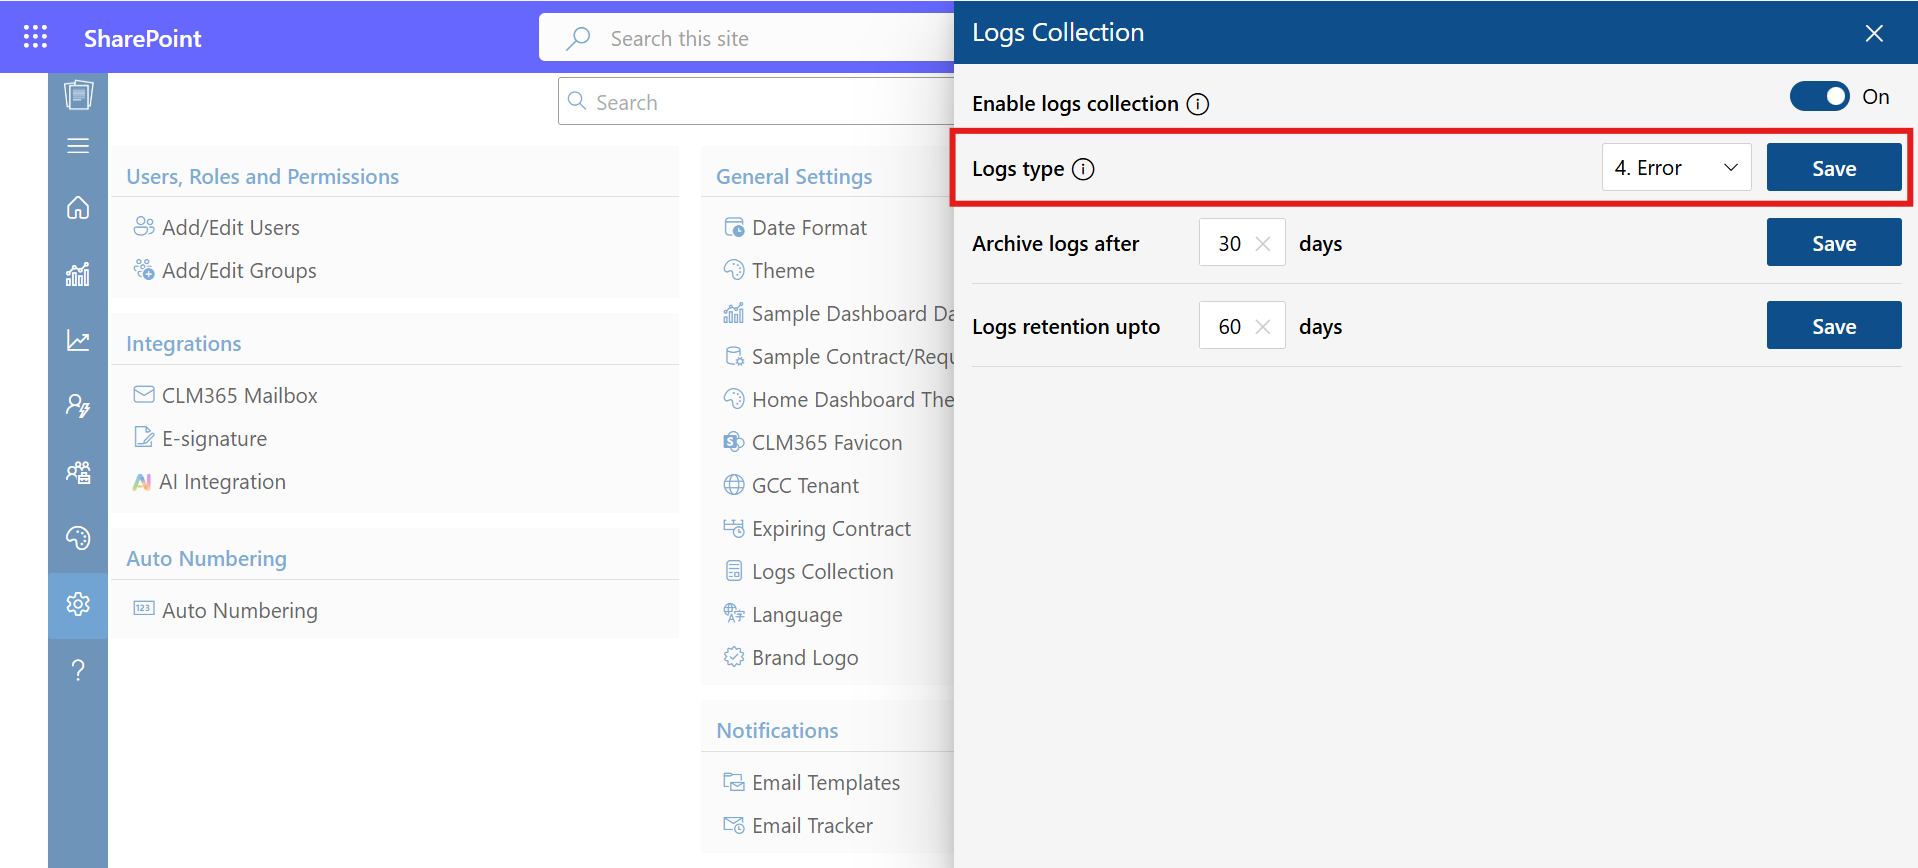 SharePoint
Search this site
Search
Users, Roles and Permissions
Add/Edit Users
Add/Edit Groups
Integrations
CLM365 Mailbox
E-signature
AI Integration
Auto Numbering
123 Auto Numbering
General Settings
Date Format
Theme
Sample Dashboard Da
Sample Contract/Requ
Home Dashboard The
CLM365 Favicon
GCC Tenant
Expiring Contract
Logs Collection
Language
Brand Logo
Notifications
Email Templates
Email Tracker
Logs Collection
Enable logs collection
On
Logs type
4. Error
Save
Archive logs after 30 days
Save
Logs retention upto 60 days
Save